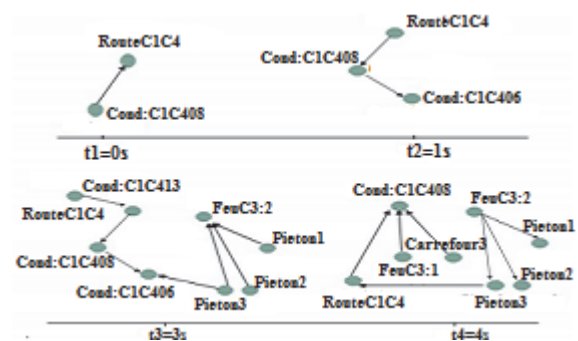 RouteC1C4
Cond:C1C408
t1=0s
RouteC1C4
Cond:C1C408
Cond:C1C406
t2=1s
Cond:C1C413
RouteC1C4
Cond:C1C408
Cond:C1C406
FeuC3:2
Pieton1
Pieton2
Pieton3
t3=3s
Cond:C1C408
FeuC3:2
Pieton1
Carrefour3
FeuC3:1
Pieton2
RouteC1C4
Pieton3
t4=4s